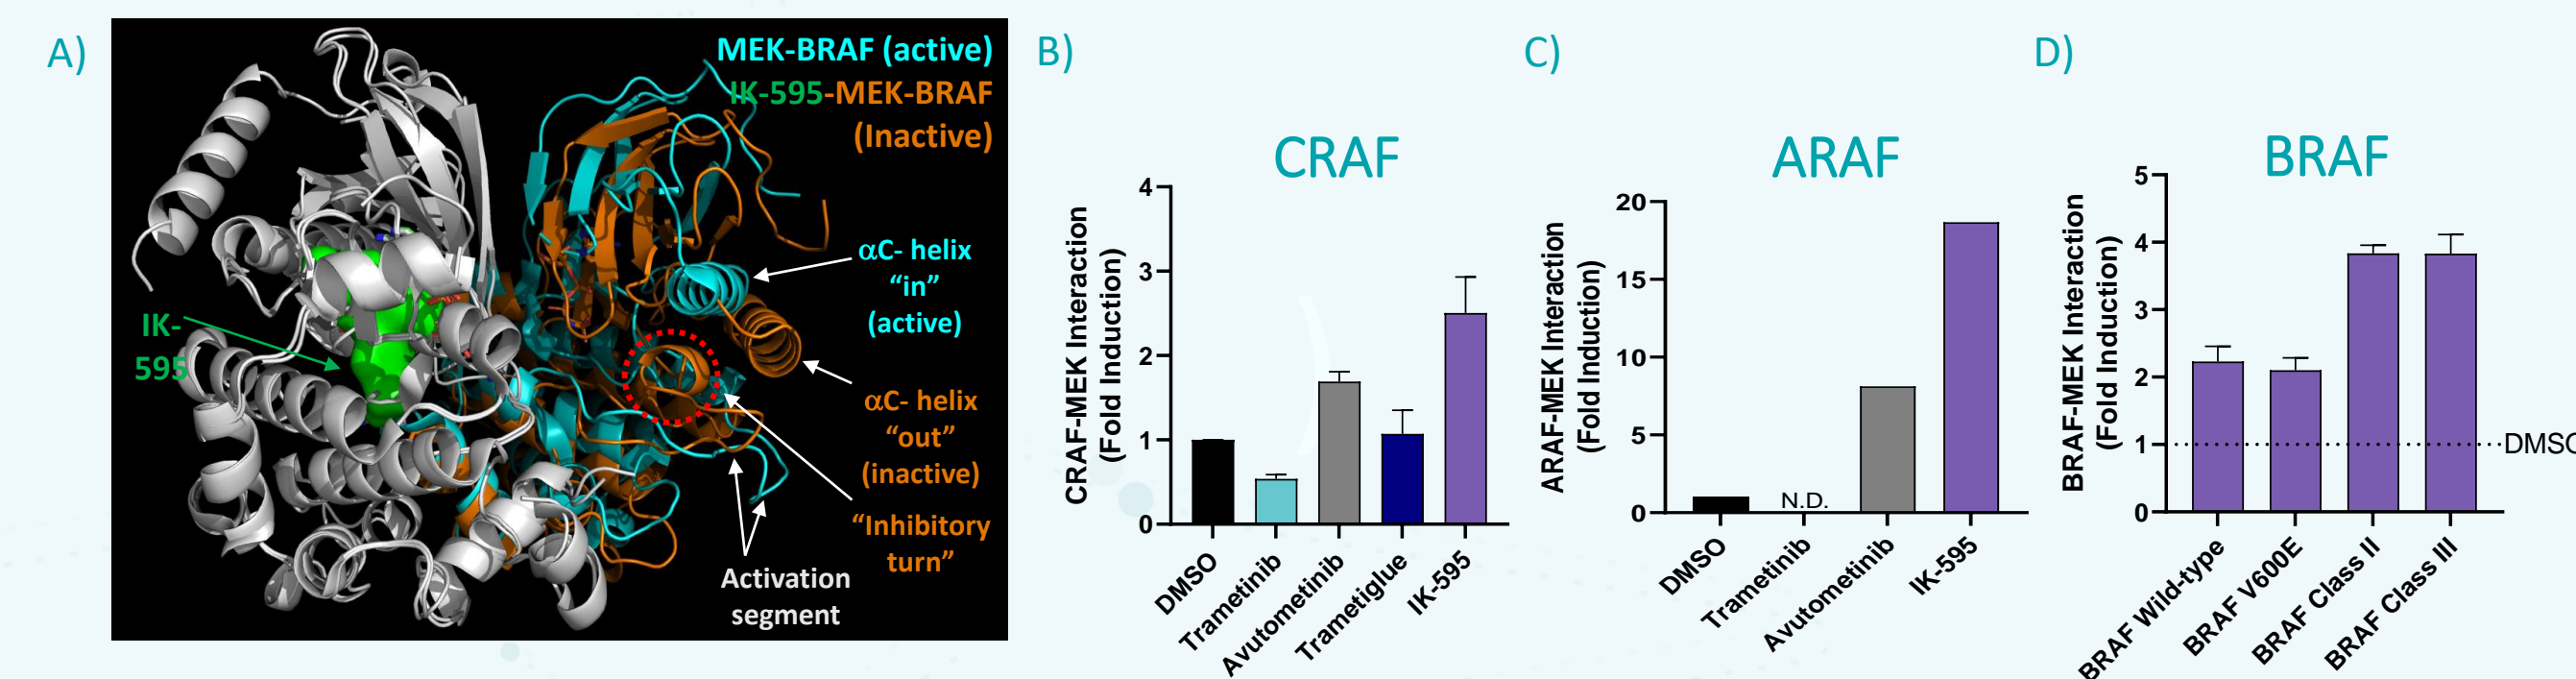 A)
MEK-BRAF (active)
IK-595-MEK-BRAF
(Inactive)
αC- helix
“in”
(active)
IK-
595
αC- helix
“out”
(inactive)
“Inhibitory
turn”
Activation
segment
B)
CRAF
CRAF-MEK Interaction
(Fold Induction)
4
3
2
1
0
DMSO
Trametinib
Avutometinib
Trametiglue
IK-595
C)
ARAF
ARAF-MEK Interaction
(Fold Induction)
20
15
10
5
0
N.D.
DMSO
Trametinib
Avutometinib
IK-595
D)
BRAF
BRAF-MEK Interaction
(Fold Induction)
5
4
3
2
1
0
DMSO
BRAF Wild-type
BRAF V600E
BRAF Class II
BRAF Class III